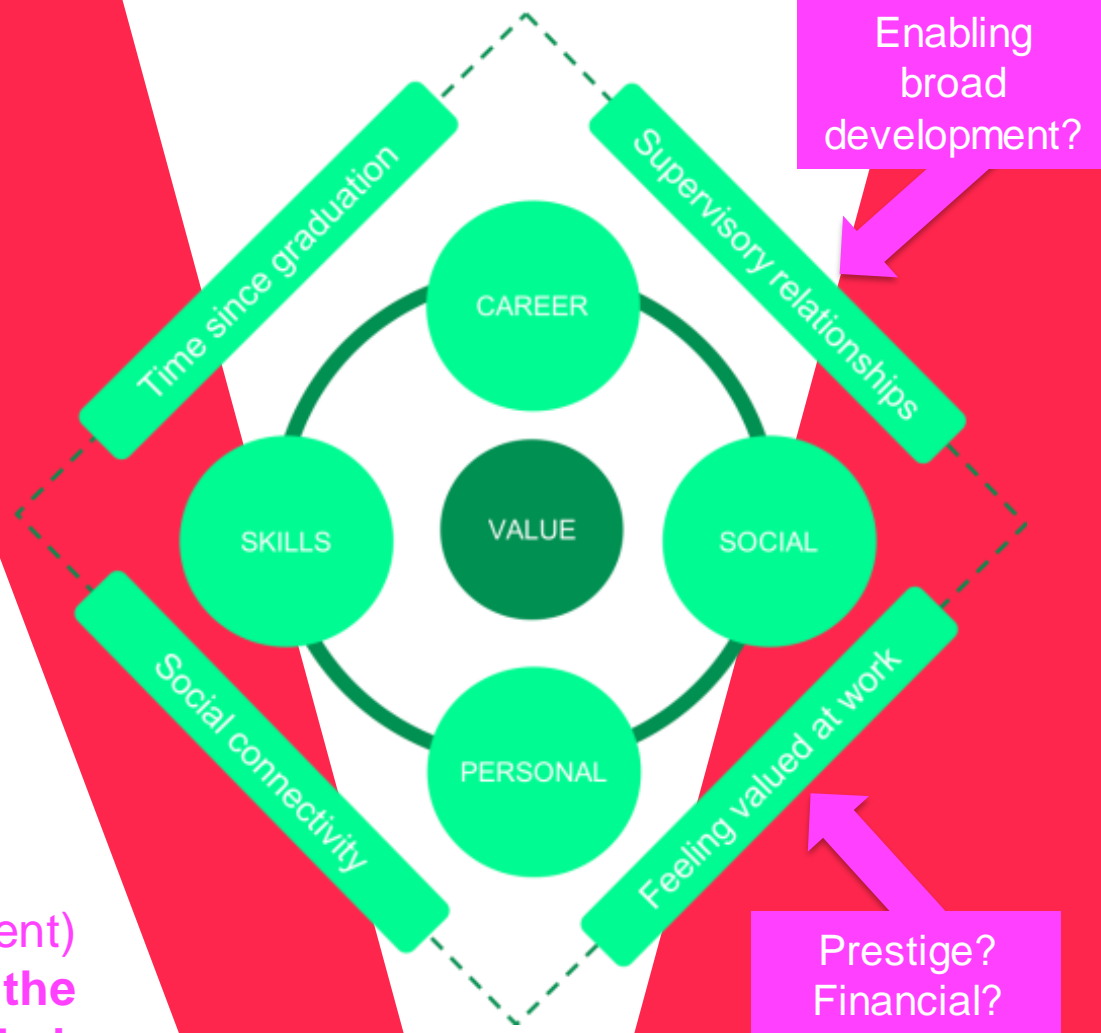 Enabling
broad
development?
Time since graduation
Supervisory relationships
CAREER
SKILLS
VALUE
SOCIAL
PERSONAL
Social connectivity
Feeling valued at work
ent)
the
Prestige?
Financial?